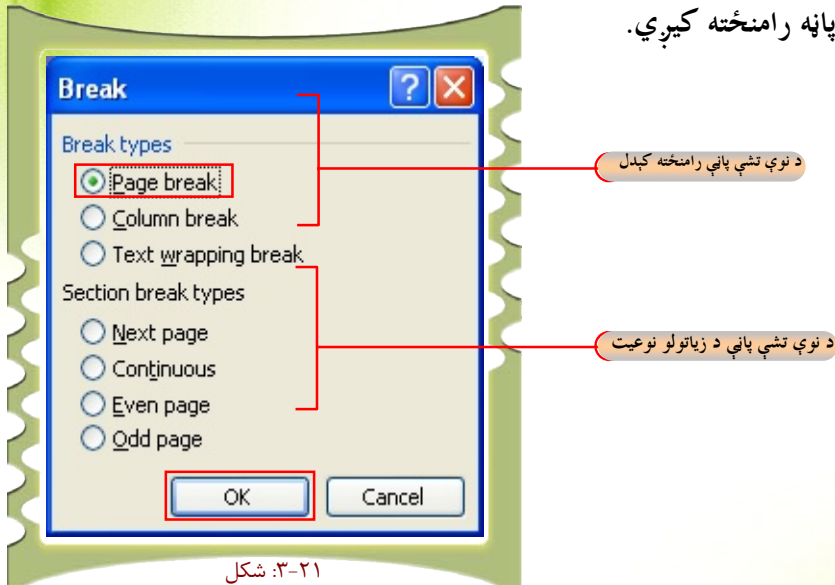 پاڼه رامنځته کیږي.
Break
Break types
Page break
Column break
Text wrapping break
د نوې تشې پاڼې رامنځته کېدل
Section break types
Next page
Continuous
Even page
Odd page
د نوې تشې پاڼې د زیاتولو نوعیت
OK
Cancel
۳-۲۱: شکل